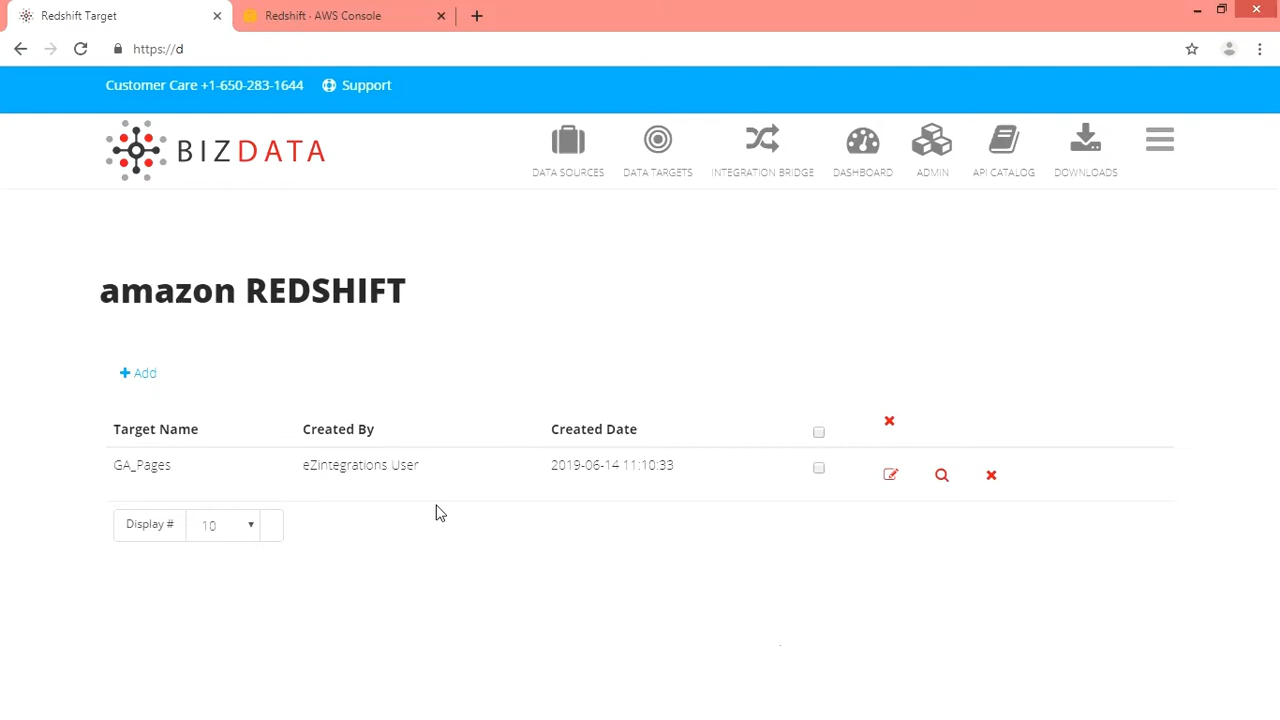 Redshift Target
Redshift · AWS Console
https://d
Customer Care +1-650-283-1644 Support
BIZDATA
DATA SOURCES DATA TARGETS INTEGRATION BRIDGE DASHBOARD ADMIN API CATALOG DOWNLOADS
amazon REDSHIFT
Add
Target Name Created By Created Date
GA_Pages eZintegrations User 2019-06-14 11:10:33
Display # 10